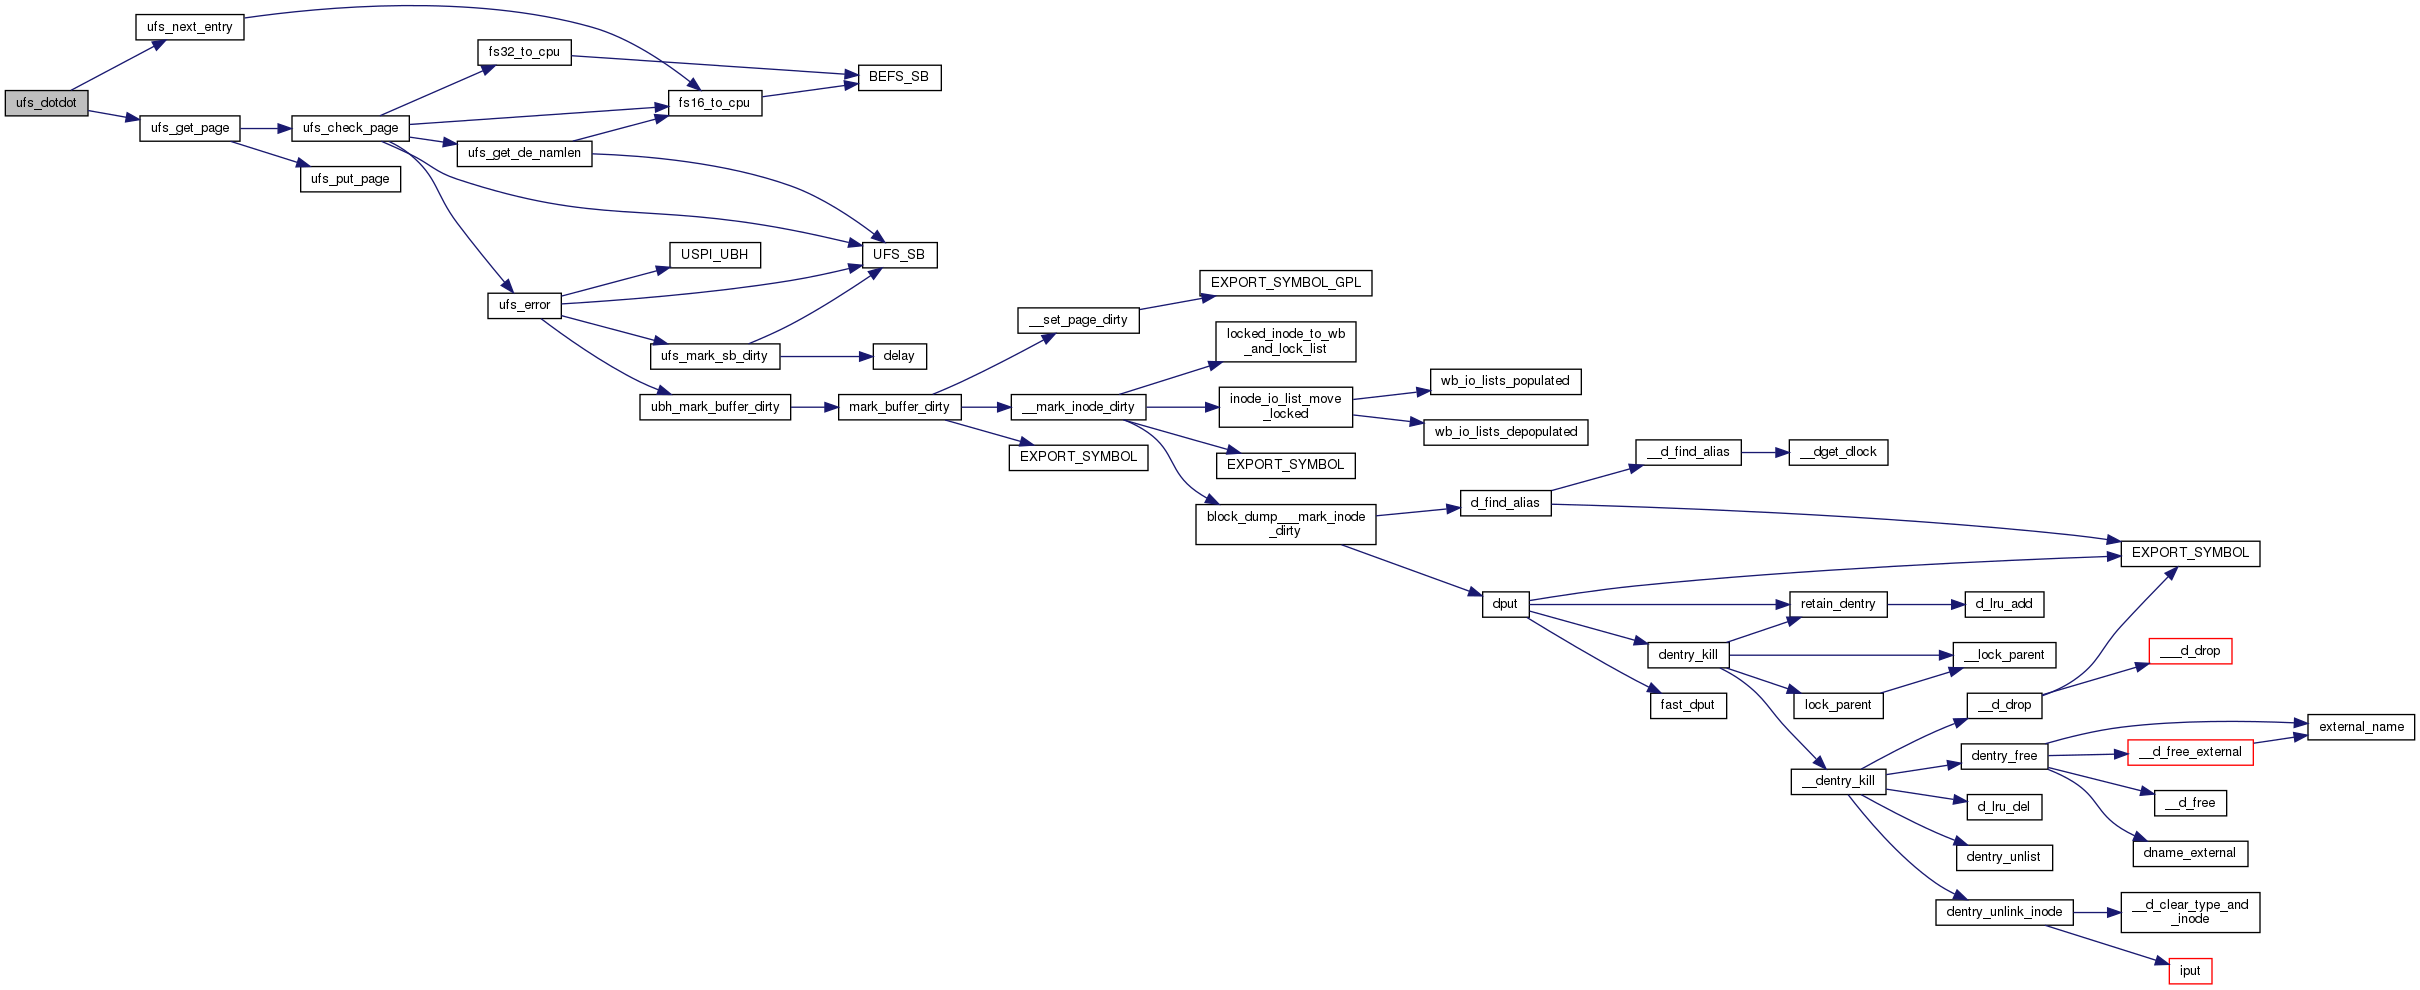 ufs_dotdot
ufs_next_entry
ufs_get_page
ufs_check_page
ufs_put_page
fs32_to_cpu
fs16_to_cpu
BEFS_SB
ufs_get_de_namlen
UFS_SB
USPI_UBH
ufs_error
ufs_mark_sb_dirty
delay
ubh_mark_buffer_dirty
mark_buffer_dirty
__set_page_dirty
EXPORT_SYMBOL_GPL
__mark_inode_dirty
EXPORT_SYMBOL
locked_inode_to_wb
_and_lock_list
inode_io_list_move
_locked
wb_io_lists_populated
wb_io_lists_depopulated
EXPORT_SYMBOL
block_dump___mark_inode
_dirty
d_find_alias
__d_find_alias
__dget_dlock
EXPORT_SYMBOL
dput
retain_dentry
d_lru_add
dentry_kill
__lock_parent
lock_parent
fast_dput
__d_drop
___d_drop
__dentry_kill
dentry_free
external_name
__d_free_external
__d_free
dname_external
d_lru_del
dentry_unlist
dentry_unlink_inode
__d_clear_type_and
_inode
iput